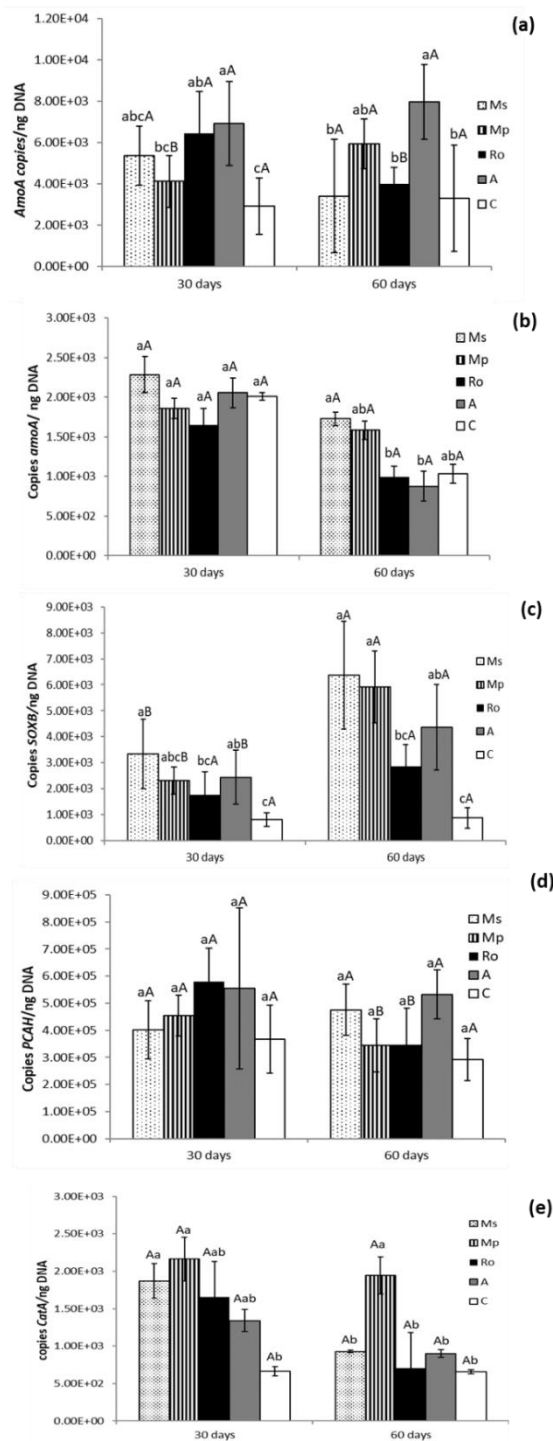 (a)
AmoA copies/ng DNA
1.20E+04
1.00E+04
8.00E+03
6.00E+03
4.00E+03
2.00E+03
0.00E+00
abcA bcB abA aA cA
bA abA bB aA bA
30 days 60 days
Ms
Mp
Ro
A
C
(b)
Copies amoA/ ng DNA
3.00E+03
2.50E+03
2.00E+03
1.50E+03
1.00E+03
5.00E+02
0.00E+00
aA aA aA aA aA
aA abA bA bA abA
30 days 60 days
Ms
Mp
Ro
A
C
(c)
Copies SOXB/ng DNA
9.00E+03
8.00E+03
7.00E+03
6.00E+03
5.00E+03
4.00E+03
3.00E+03
2.00E+03
1.00E+03
0.00E+00
aB abcB bcA abB cA
aA aA bcA abA cA
30 days 60 days
Ms
Mp
Ro
A
C
(d)
Copies PCAH/ng DNA
9.00E+05
8.00E+05
7.00E+05
6.00E+05
5.00E+05
4.00E+05
3.00E+05
2.00E+05
1.00E+05
0.00E+00
aA aA aA aA aA
aA aB aB aA aA
30 days 60 days
Ms
Mp
Ro
A
C
(e)
copies CatA/ng DNA
3.00E+03
2.50E+03
2.00E+03
1.50E+03
1.00E+03
5.00E+02
0.00E+00
Aa Aa Aab Aab Ab
Ab Aa Ab Ab Ab
30 days 60 days
Ms
Mp
Ro
A
C